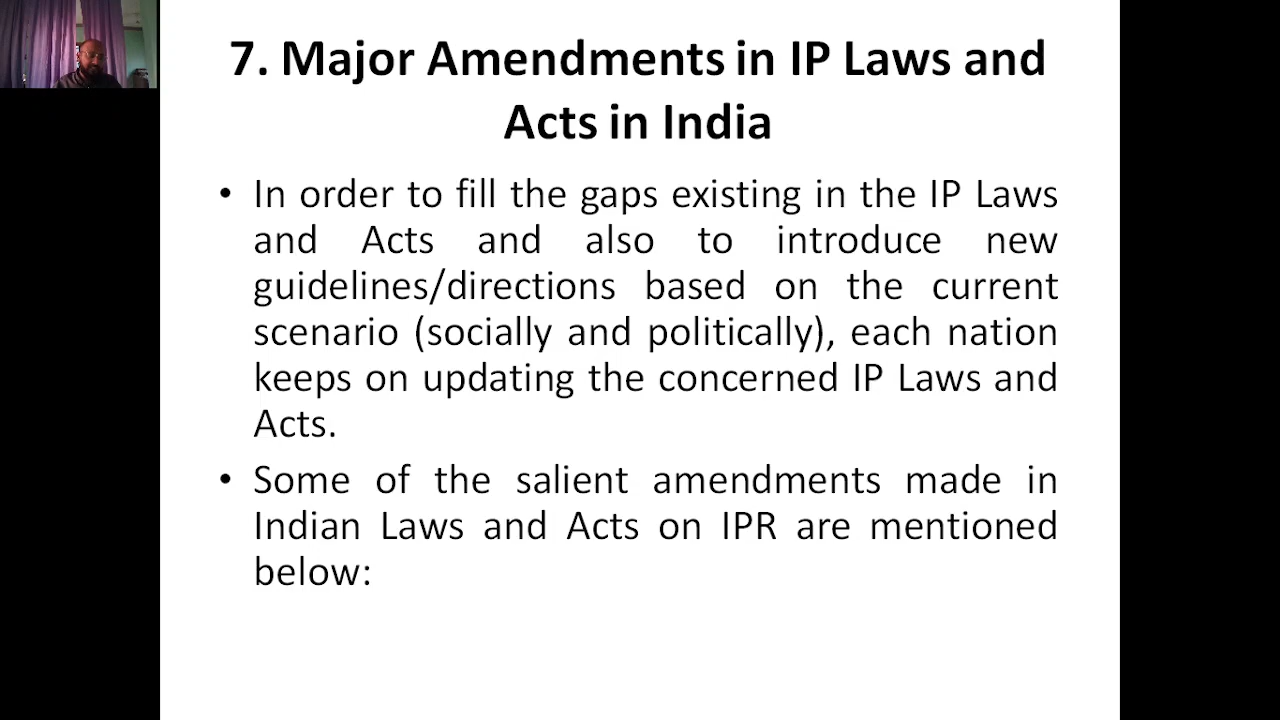 7. Major Amendments in IP Laws and
Acts in India
• In order to fill the gaps existing in the IP Laws
and Acts and also to introduce new
guidelines/directions based on the current
scenario (socially and politically), each nation
keeps on updating the concerned IP Laws and
Acts.
• Some of the salient amendments made in
Indian Laws and Acts on IPR are mentioned
below: